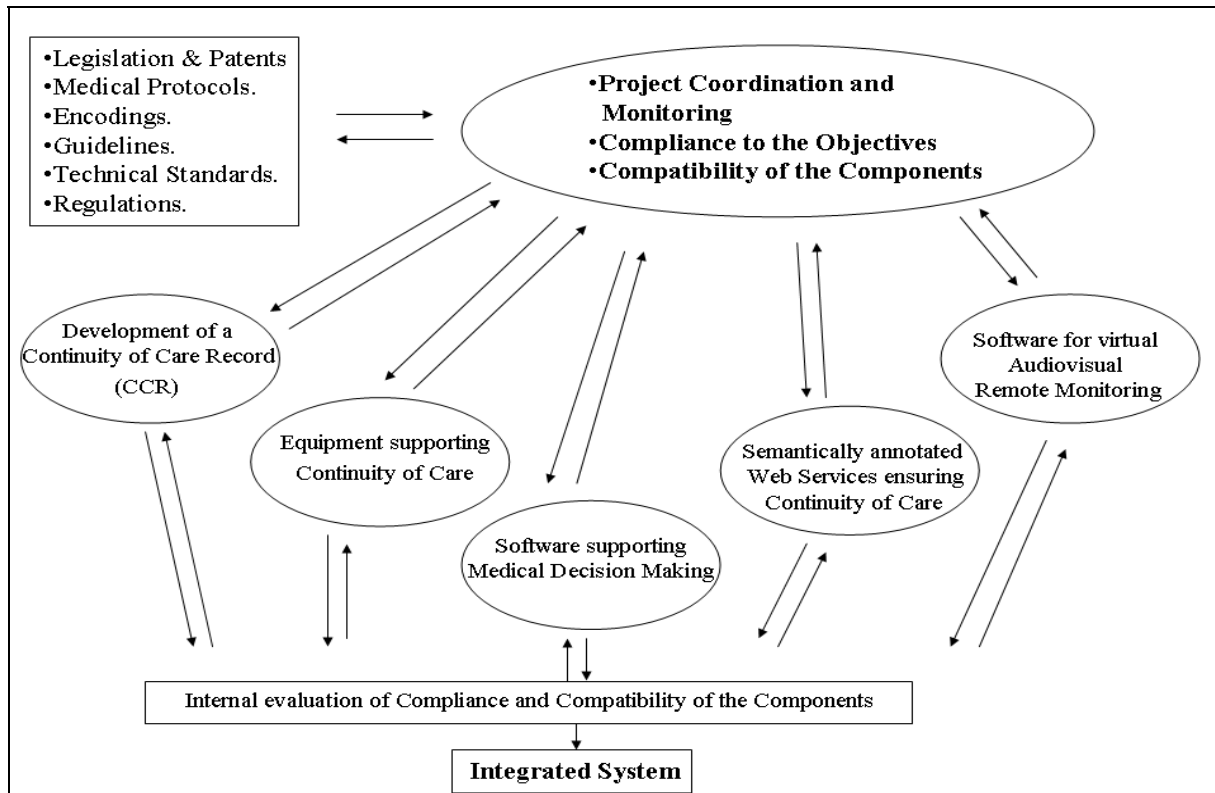 •Legislation & Patents
•Medical Protocols.
•Encodings.
•Guidelines.
•Technical Standards.
•Regulations.
•Project Coordination and
Monitoring
•Compliance to the Objectives
•Compatibility of the Components
Development of a
Continuity of Care Record
(CCR)
Equipment supporting
Continuity of Care
Software supporting
Medical Decision Making
Semantically annotated
Web Services ensuring
Continuity of Care
Software for virtual
Audiovisual
Remote Monitoring
Internal evaluation of Compliance and Compatibility of the Components
Integrated System